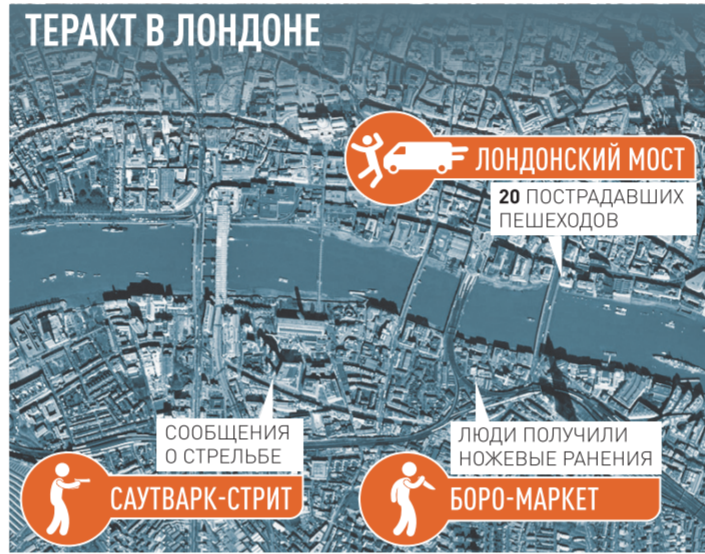 ТЕРАКТ В ЛОНДОНЕ
ЛОНДОНСКИЙ МОСТ
20 ПОСТРАДАВШИХ
ПЕШЕХОДОВ
СООБЩЕНИЯ
О СТРЕЛЬБЕ
САУТВАРК-СТРИТ
ЛЮДИ ПОЛУЧИЛИ
НОЖЕВЫЕ РАНЕНИЯ
БОРО-МАРКЕТ